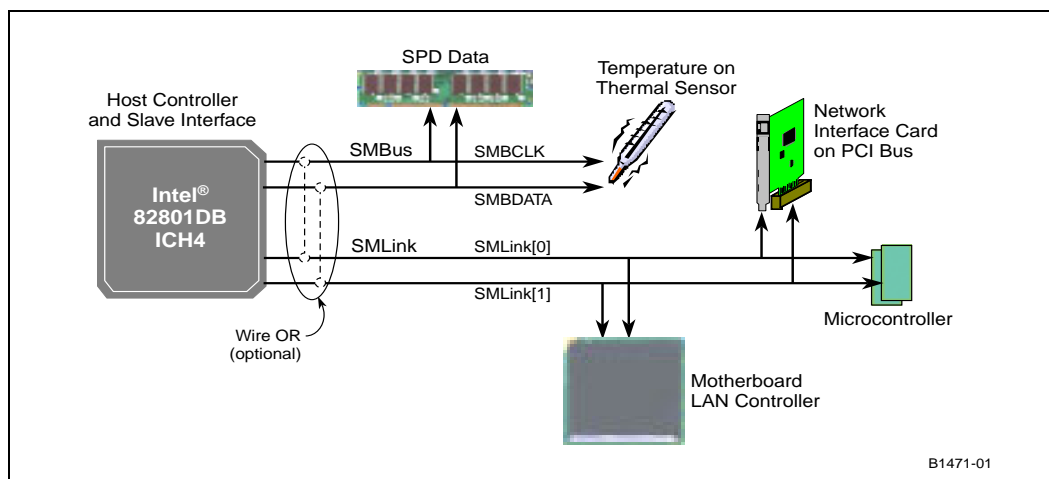 SPD Data
Temperature on
Thermal Sensor
Host Controller
and Slave Interface
Network
Interface Card
on PCI Bus
SMBus
SMBCLK
Intel®
82801DB
ICH4
SMBDATA
SMLink
SMLink[0]
SMLink[1]
Wire OR
(optional)
Microcontroller
Motherboard
LAN Controller
B1471-01